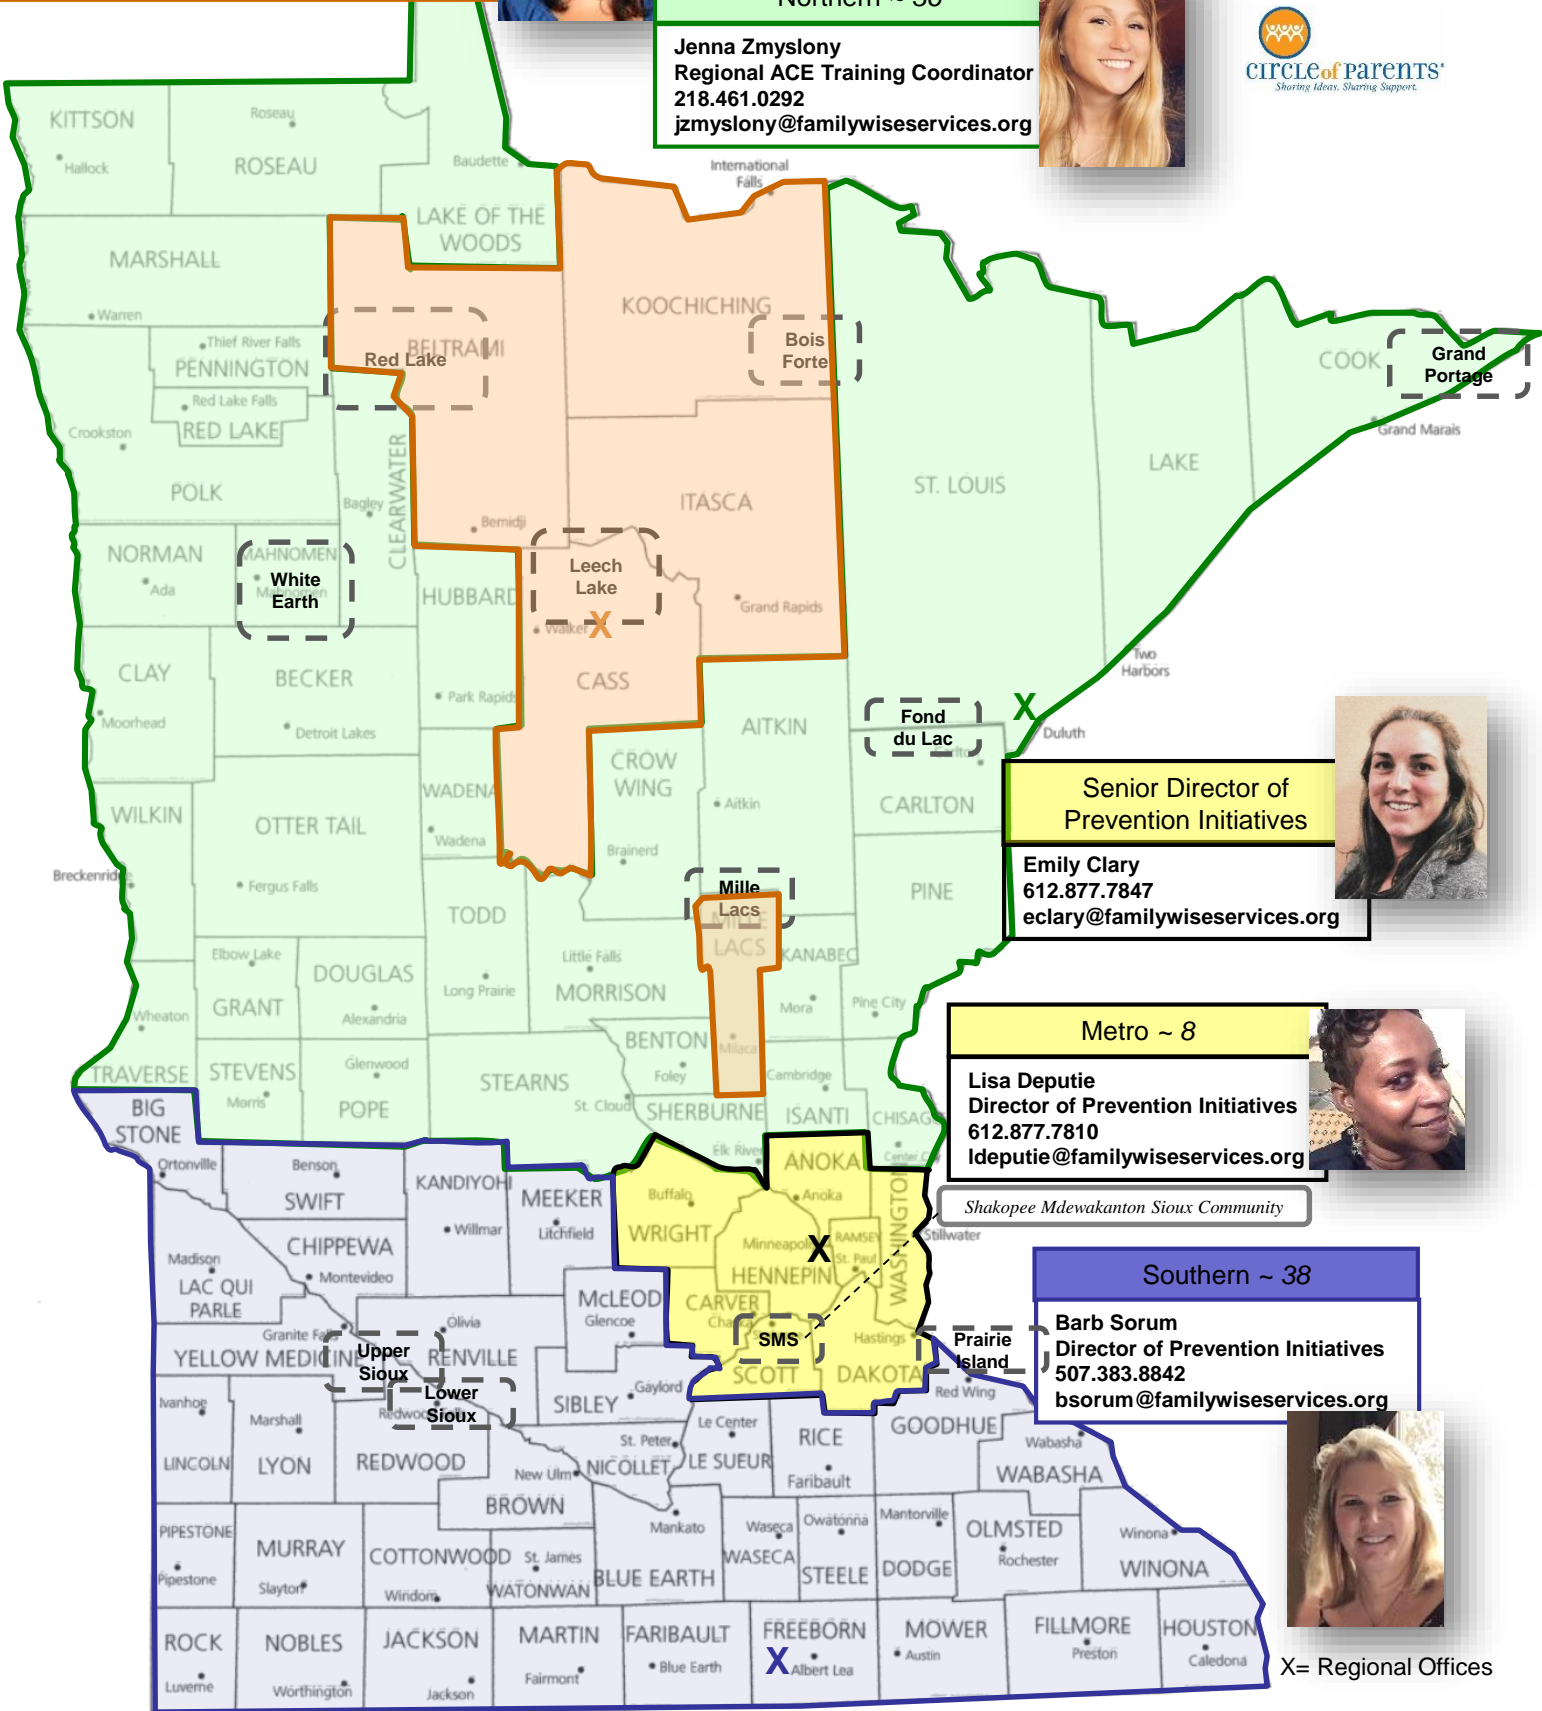 Northern ~ 36
Jenna Zmyslony
Regional ACE Training Coordinator
218.461.0292
jzmyslony@familywiseservices.org
CIRCLE of PARENTS
Sharing Ideas. Sharing Support.
KITTSON
Hallock
Roseau
ROSEAU
Baudette
LAKE OF THE
WOODS
International
Falls
MARSHALL
Warren
KOOCHICHING
Thief River Falls
PENNINGTON
Red Lake
BELTRAMI
Bois
Forte
COOK
Grand
Portage
Grand Marais
Red Lake Falls
RED LAKE
Crookston
POLK
CLEARWATER
Bagley
Bemidji
ITASCA
ST. LOUIS
LAKE
NORMAN
Ada
MAHNOMEN
Mahnomen
White
Earth
HUBBARD
Leech
Lake
X
Walker
Grand Rapids
CLAY
Moorhead
BECKER
Detroit Lakes
Park Rapids
CASS
Two
Harbors
X
Duluth
AITKIN
Aitkin
Fond
du Lac
Carlton
CARLTON
CROW
WING
Brainerd
WADENA
Wadena
WILKIN
Breckenridge
OTTER TAIL
Fergus Falls
Senior Director of
Prevention Initiatives
Emily Clary
612.877.7847
eclary@familywiseservices.org
TODD
Long Prairie
Mille
Lacs
MILLE
LACS
Milaca
KANABEC
Mora
PINE
Pine City
Elbow Lake
GRANT
DOUGLAS
Alexandria
Little Falls
MORRISON
Wheaton
TRAVERSE
STEVENS
Morris
Glenwood
POPE
STEARNS
St. Cloud
BENTON
Foley
SHERBURNE
Elk River
Cambridge
ISANTI
CHISAGO
Center City
Metro ~ 8
Lisa Deputie
Director of Prevention Initiatives
612.877.7810
ldeputie@familywiseservices.org
Shakopee Mdewakanton Sioux Community
BIG
STONE
Ortonville
Benson
SWIFT
KANDIYOHI
Willmar
MEEKER
Litchfield
Buffalo
WRIGHT
ANOKA
Anoka
WASHINGTON
Stillwater
Minneapolis
X
HENNEPIN
RAMSEY
St. Paul
Madison
LAC QUI
PARLE
CHIPPEWA
Montevideo
McLEOD
Glencoe
CARVER
Chaska
SMS
SCOTT
Hastings
DAKOTA
Prairie
Island
Red Wing
Southern ~ 38
Barb Sorum
Director of Prevention Initiatives
507.383.8842
bsorum@familywiseservices.org
Granite Falls
YELLOW MEDICINE
Upper
Sioux
Olivia
RENVILLE
Lower
Sioux
SIBLEY
Gaylord
Ivanhoe
LINCOLN
Marshall
LYON
REDWOOD
New Ulm
BROWN
St. Peter
NICOLLET
Le Center
LE SUEUR
RICE
Faribault
GOODHUE
Wabasha
WABASHA
PIPESTONE
Pipestone
MURRAY
Slayton
COTTONWOOD
Windom
St. James
WATONWAN
Mankato
BLUE EARTH
Waseca
WASECA
Owatonna
STEELE
Mantorville
DODGE
OLMSTED
Rochester
Winona
WINONA
ROCK
Luverne
NOBLES
Worthington
JACKSON
Jackson
MARTIN
Fairmont
FARIBAULT
Blue Earth
FREEBORN
X
Albert Lea
MOWER
Austin
FILLMORE
Preston
HOUSTON
Caledonia
X= Regional Offices